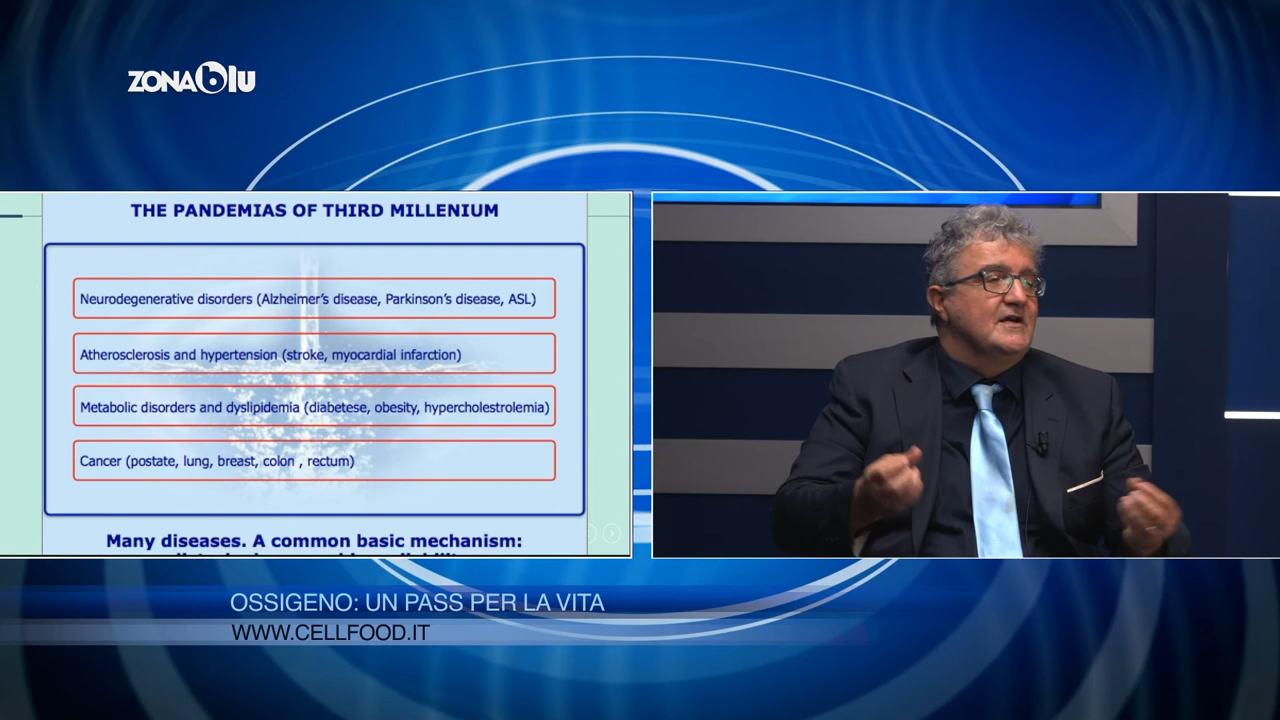 ZONAblu
THE PANDEMIAS OF THIRD MILLENIUM
Neurodegenerative disorders (Alzheimer's disease, Parkinson's disease, ASL)
Atherosclerosis and hypertension (stroke, myocardial infarction)
Metabolic disorders and dyslipidemia (diabetese, obesity, hypercholestrolemia)
Cancer (postate, lung, breast, colon , rectum)
Many diseases. A common basic mechanism:
OSSIGENO: UN PASS PER LA VITA
WWW.CELLFOOD.IT